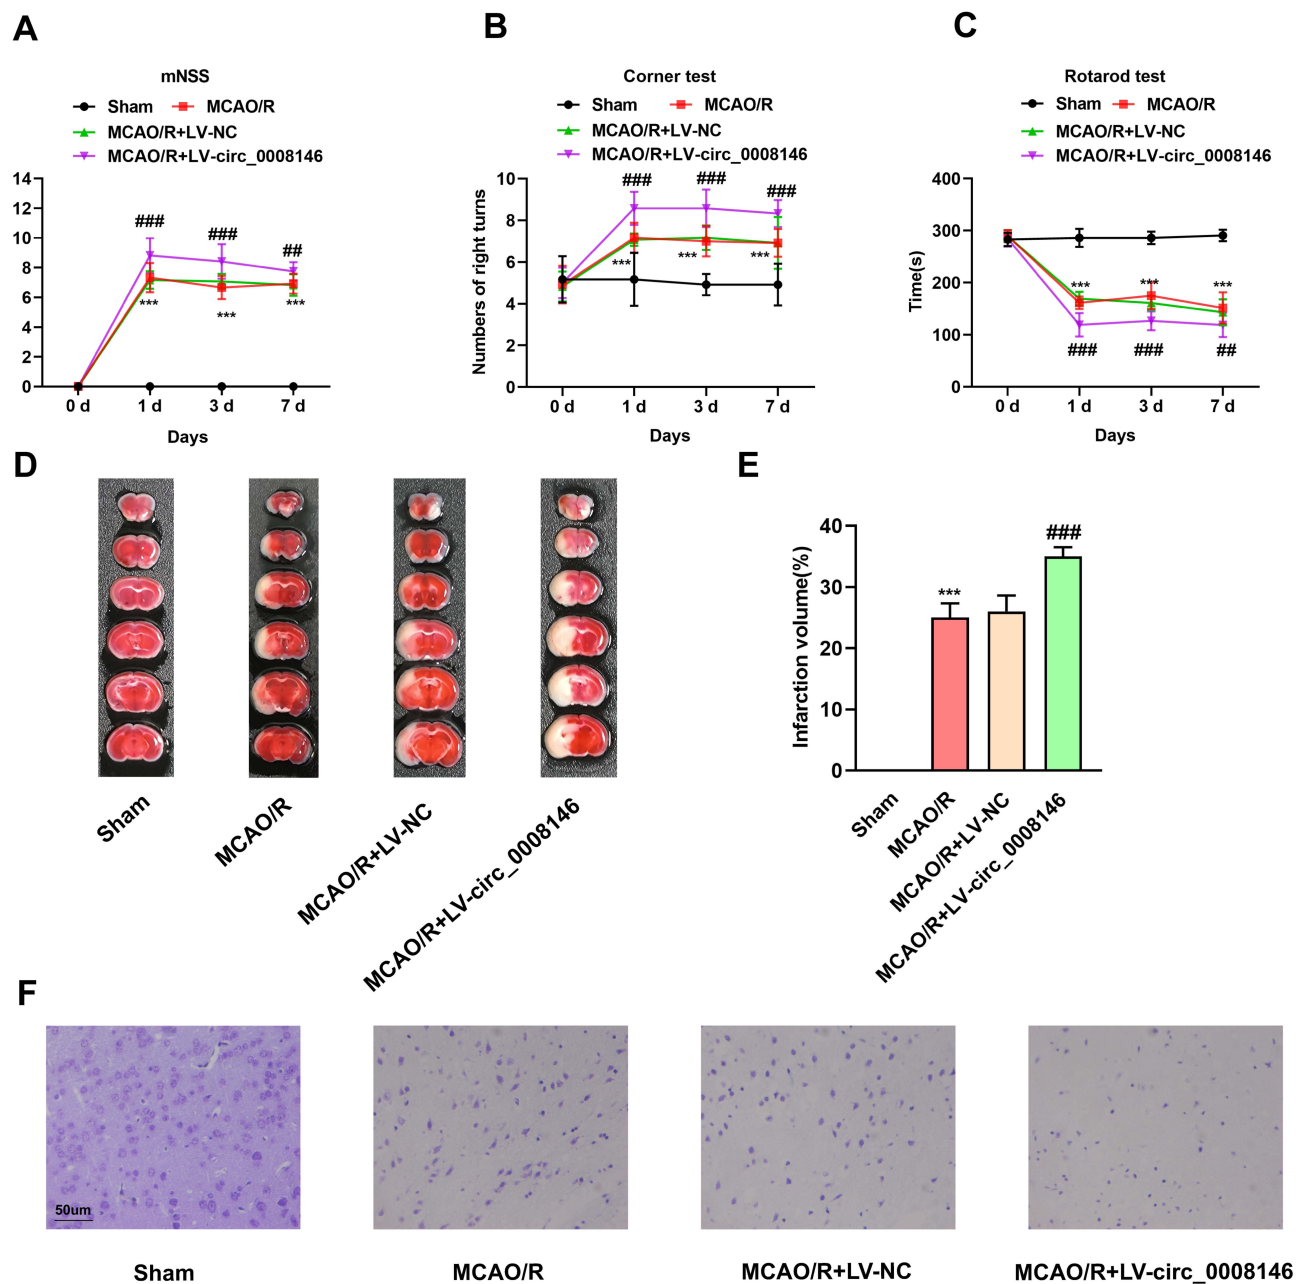 A
B
C
mNSS
Sham MCAO/R
MCAO/R+LV-NC
MCAO/R+LV-circ_0008146
14
12
10
8
6
4
2
0
### ### ##
*** *** ***
0 d 1 d 3 d 7 d
Days
Corner test
Sham MCAO/R
MCAO/R+LV-NC
MCAO/R+LV-circ_0008146
Numbers of right turns
10
8
6
4
2
0
### ### ###
*** *** ***
0 d 1 d 3 d 7 d
Days
Rotarod test
Sham MCAO/R
MCAO/R+LV-NC
MCAO/R+LV-circ_0008146
Time(s)
400
300
200
100
0
*** *** ***
### ### ##
0 d 1 d 3 d 7 d
Days
D
Sham
MCAO/R
MCAO/R+LV-NC
MCAO/R+LV-circ_0008146
E
Infarction volume(%)
40
30
20
10
0
***
###
Sham
MCAO/R
MCAO/R+LV-NC
MCAO/R+LV-circ_0008146
F
50um
Sham
MCAO/R
MCAO/R+LV-NC
MCAO/R+LV-circ_0008146